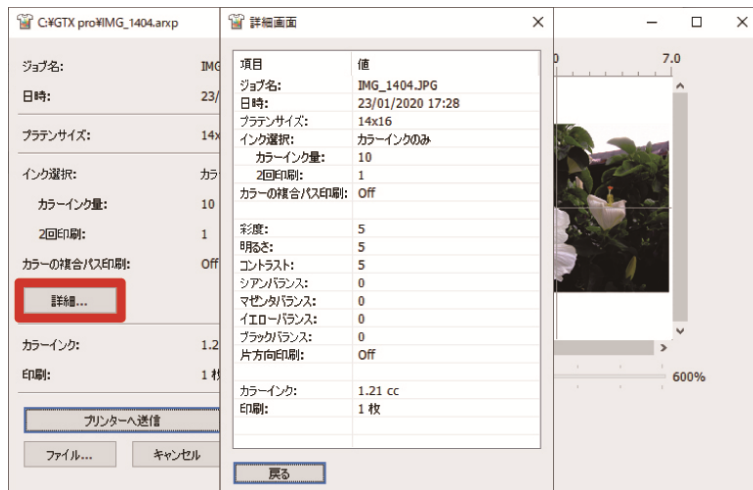 C:¥GTX pro¥IMG_1404.arxp
ジョブ名: IMG
日時: 23/
プラテンサイズ: 14x
インク選択: カラ
カラーインク量: 10
2回印刷: 1
カラーの複合パス印刷: Off
詳細...
カラーインク: 1.2
印刷: 1 枚
プリンターへ送信
ファイル... キャンセル
詳細画面
項目 値
ジョブ名: IMG_1404.JPG
日時: 23/01/2020 17:28
プラテンサイズ: 14x16
インク選択: カラーインクのみ
カラーインク量: 10
2回印刷: 1
カラーの複合パス印刷: Off
彩度: 5
明るさ: 5
コントラスト: 5
シアンバランス: 0
マゼンタバランス: 0
イエローバランス: 0
ブラックバランス: 0
片方向印刷: Off
カラーインク: 1.21 cc
印刷: 1 枚
戻る
7.0
600%